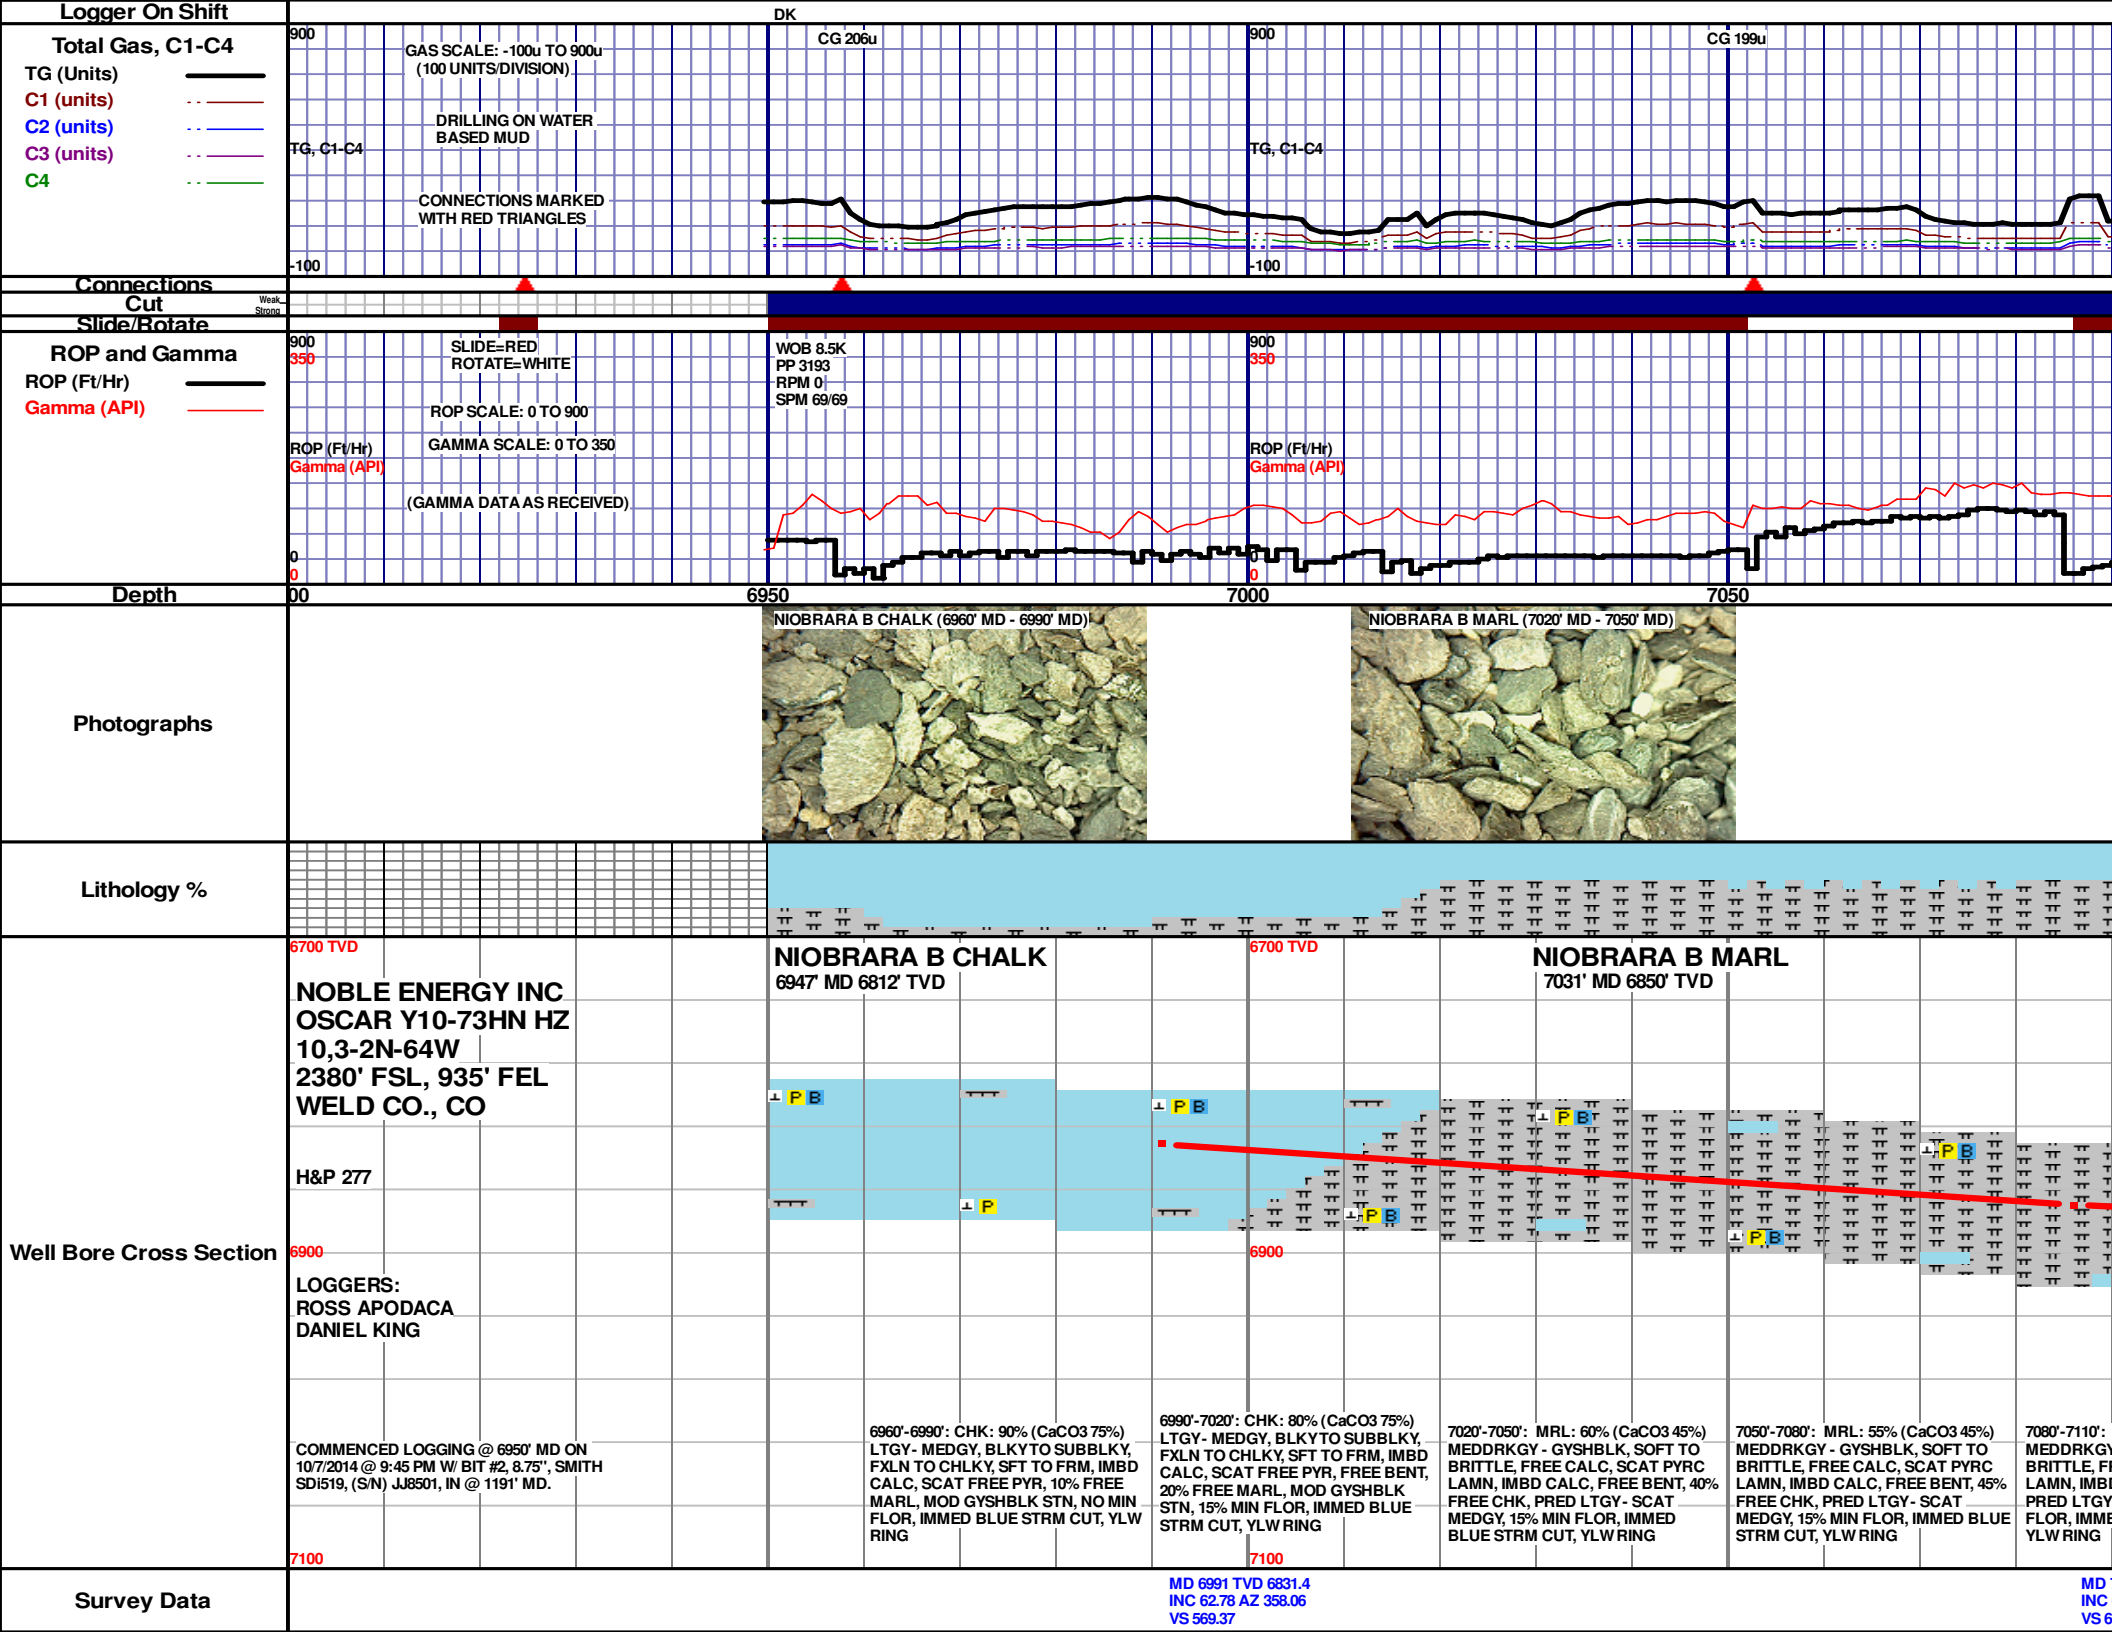 Logger On Shift
DK
Total Gas, C1-C4
TG (Units)
C1 (units)
C2 (units)
C3 (units)
C4
900
GAS SCALE: -100u TO 900u
(100 UNITS/DIVISION)
DRILLING ON WATER
BASED MUD
TG, C1-C4
CONNECTIONS MARKED
WITH RED TRIANGLES
-100
CG 206u
900
TG, C1-C4
-100
CG 199u
Connections
Cut
Weak
Strong
Slide/Rotate
ROP and Gamma
ROP (Ft/Hr)
Gamma (API)
900
350
SLIDE=RED
ROTATE=WHITE
ROP SCALE: 0 TO 900
GAMMA SCALE: 0 TO 350
ROP (Ft/Hr)
Gamma (API)
(GAMMA DATA AS RECEIVED)
0
0
WOB 8.5K
PP 3193
RPM 0
SPM 69/69
900
350
ROP (Ft/Hr)
Gamma (API)
0
0
Depth
00
6950
7000
7050
Photographs
NIOBRARA B CHALK (6960' MD - 6990' MD)
NIOBRARA B MARL (7020' MD - 7050' MD)
Lithology %
Well Bore Cross Section
6700 TVD
NOBLE ENERGY INC
OSCAR Y10-73HN HZ
10,3-2N-64W
2380' FSL, 935' FEL
WELD CO., CO
H&P 277
6900
LOGGERS:
ROSS APODACA
DANIEL KING
COMMENCED LOGGING @ 6950' MD ON
10/7/2014 @ 9:45 PM W/ BIT #2, 8.75", SMITH
SDi519, (S/N) JJ8501, IN @ 1191' MD.
7100
NIOBRARA B CHALK
6947' MD 6812' TVD
6700 TVD
NIOBRARA B MARL
7031' MD 6850' TVD
P B
P B
P B
P B
P
P B
P B
6900
6960'-6990': CHK: 90% (CaCO3 75%)
LTGY- MEDGY, BLKY TO SUBBLKY,
FXLN TO CHLKY, SFT TO FRM, IMBD
CALC, SCAT FREE PYR, 10% FREE
MARL, MOD GYSHBLK STN, NO MIN
FLOR, IMMED BLUE STRM CUT, YLW
RING
6990'-7020': CHK: 80% (CaCO3 75%)
LTGY- MEDGY, BLKY TO SUBBLKY,
FXLN TO CHLKY, SFT TO FRM, IMBD
CALC, SCAT FREE PYR, FREE BENT,
20% FREE MARL, MOD GYSHBLK
STN, 15% MIN FLOR, IMMED BLUE
STRM CUT, YLW RING
7020'-7050': MRL: 60% (CaCO3 45%)
MEDDRKGY - GYSHBLK, SOFT TO
BRITTLE, FREE CALC, SCAT PYRC
LAMN, IMBD CALC, FREE BENT, 40%
FREE CHK, PRED LTGY- SCAT
MEDGY, 15% MIN FLOR, IMMED
BLUE STRM CUT, YLW RING
7050'-7080': MRL: 55% (CaCO3 45%)
MEDDRKGY - GYSHBLK, SOFT TO
BRITTLE, FREE CALC, SCAT PYRC
LAMN, IMBD CALC, FREE BENT, 45%
FREE CHK, PRED LTGY- SCAT
MEDGY, 15% MIN FLOR, IMMED BLUE
STRM CUT, YLW RING
7080'-7110':
MEDDRKGY
BRITTLE, F
LAMN, IMB
PRED LTGY
FLOR, IMME
YLW RING
7100
Survey Data
MD 6991 TVD 6831.4
INC 62.78 AZ 358.06
VS 569.37
MD
INC
VS 6